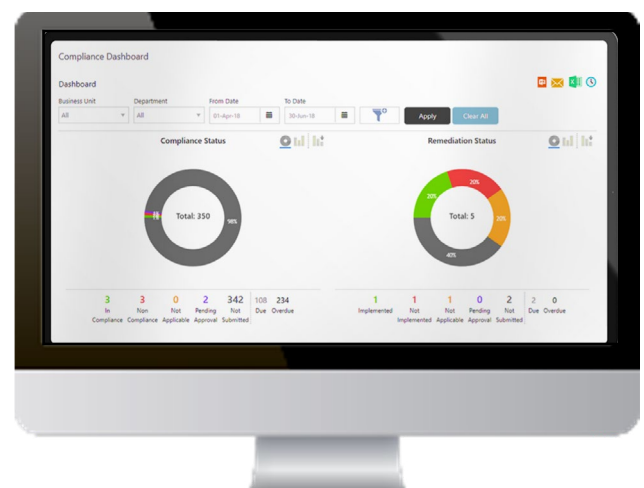 Compliance Dashboard
Dashboard
Business Unit Department From Date To Date
All All 01-Apr-18 30-Jun-18 Apply Clear All
Compliance Status Remediation Status
Total: 350
98%
Total: 5
20%
20%
20%
40%
3 3 0 2 342 108 234
In Compliance Non Compliance Not Applicable Pending Approval Not Submitted Due Overdue
1 1 1 0 2 2 0
Implemented Not Implemented Not Applicable Pending Approval Not Submitted Due Overdue